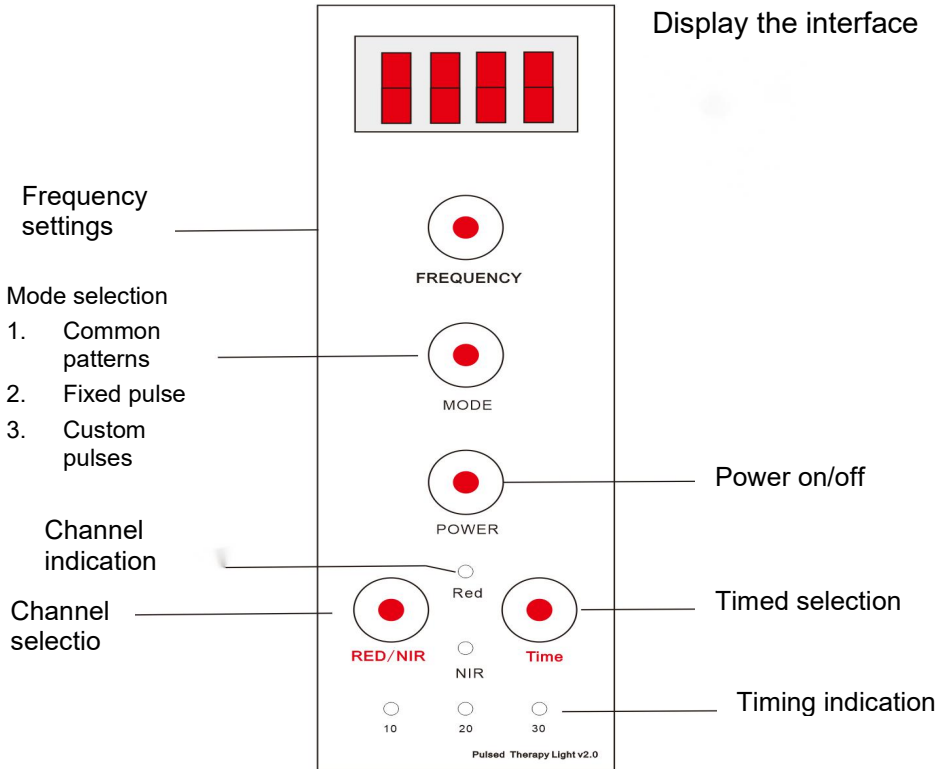 Display the interface
Frequency
settings
FREQUENCY
Mode selection
1. Common
patterns
2. Fixed pulse
3. Custom
pulses
MODE
Power on/off
POWER
Channel
indication
Red
Channel
selectio
Timed selection
RED/NIR
Time
NIR
Timing indication
10 20 30
Pulsed Therapy Light v2.0